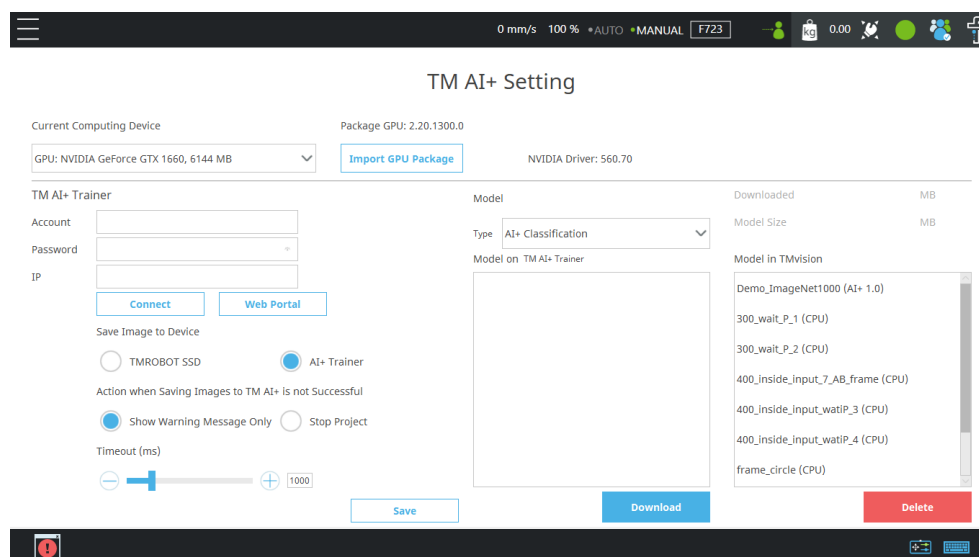 0 mm/s 100 % •AUTO •MANUAL F723 kg 0.00
TM AI+ Setting
Current Computing Device
Package GPU: 2.20.1300.0
GPU: NVIDIA GeForce GTX 1660, 6144 MB
Import GPU Package
NVIDIA Driver: 560.70
TM AI+ Trainer
Account
Password
IP
Connect
Web Portal
Save Image to Device
TMROBOT SSD
AI+ Trainer
Action when Saving Images to TM AI+ is not Successful
Show Warning Message Only
Stop Project
Timeout (ms)
1000
Save
Model
Type AI+ Classification
Model on TM AI+ Trainer
Download
Downloaded MB
Model Size MB
Model in TMvision
Demo_ImageNet1000 (AI+ 1.0)
300_wait_P_1 (CPU)
300_wait_P_2 (CPU)
400_inside_input_7_AB_frame (CPU)
400_inside_input_watiP_3 (CPU)
400_inside_input_watiP_4 (CPU)
frame_circle (CPU)
Delete